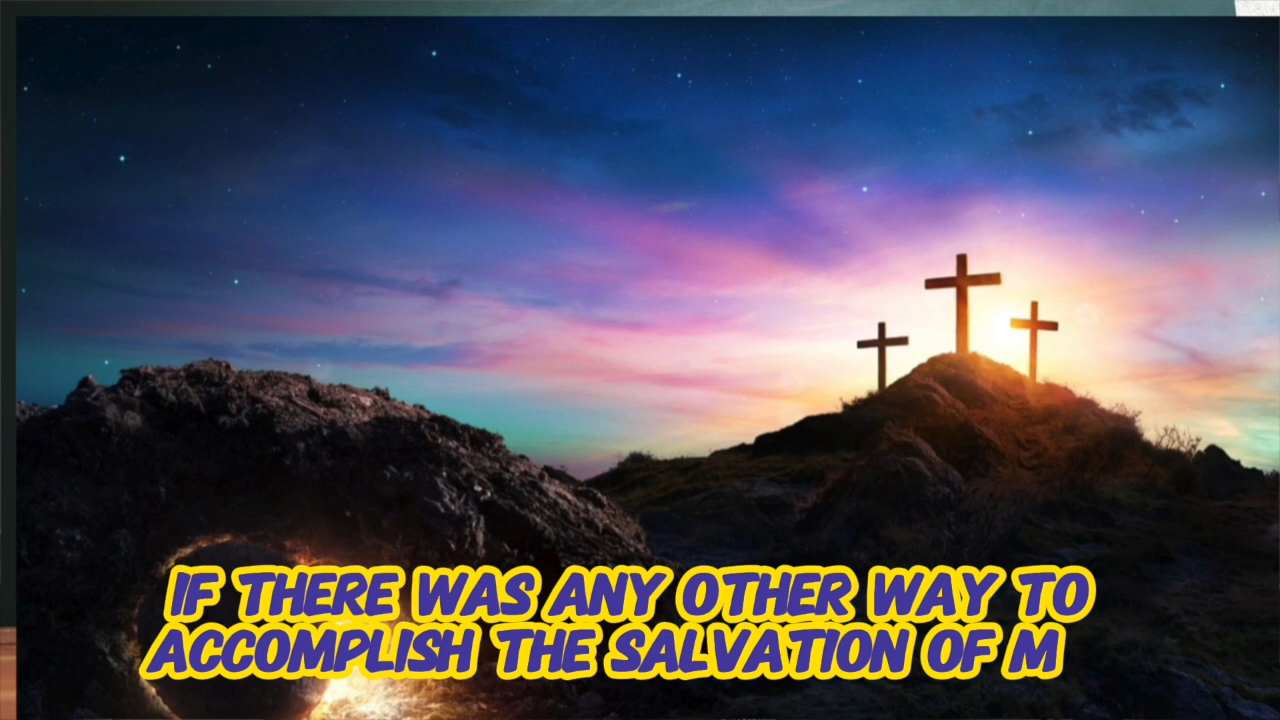 IF THERE WAS ANY OTHER WAY TO
ACCOMPLISH THE SALVATION OF M